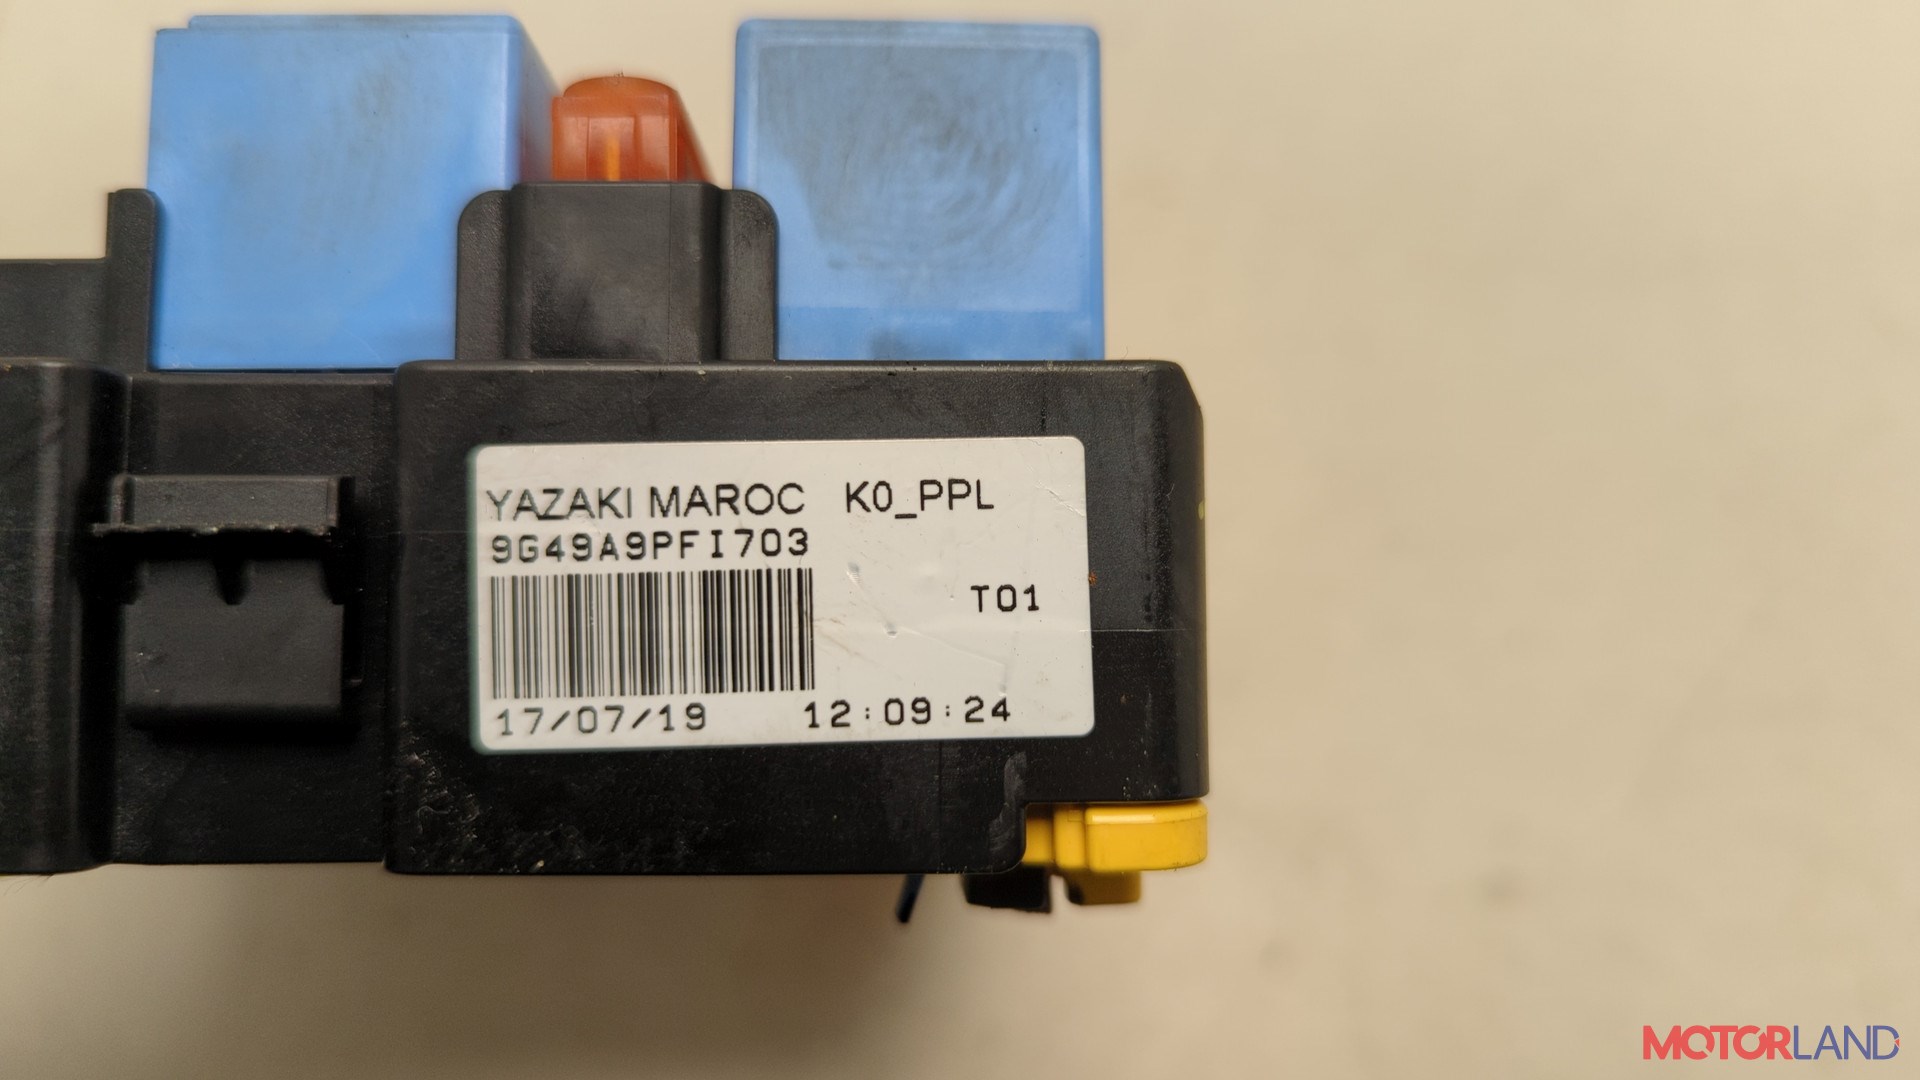 YAZAKI MAROC K0_PPL
9G49A9PFI703
T01
17/07/19 12:09:24
MOTORLAND